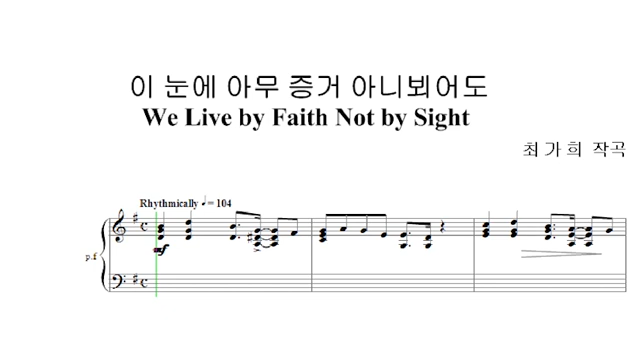 이 눈에 아무 증거 아니뵈어도
We Live by Faith Not by Sight
최 가 희 작곡
Rhythmically ♩= 104
p.f
mf